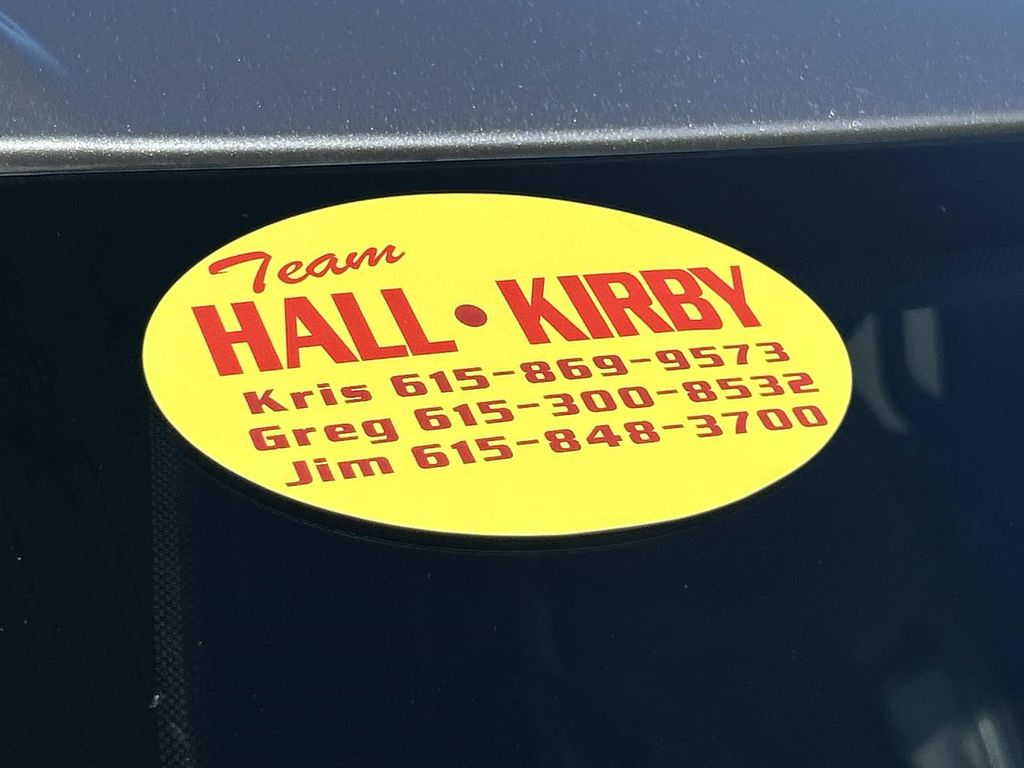 Team
HALL • KIRBY
Kris 615-869-9573
Greg 615-300-8532
Jim 615-848-3700